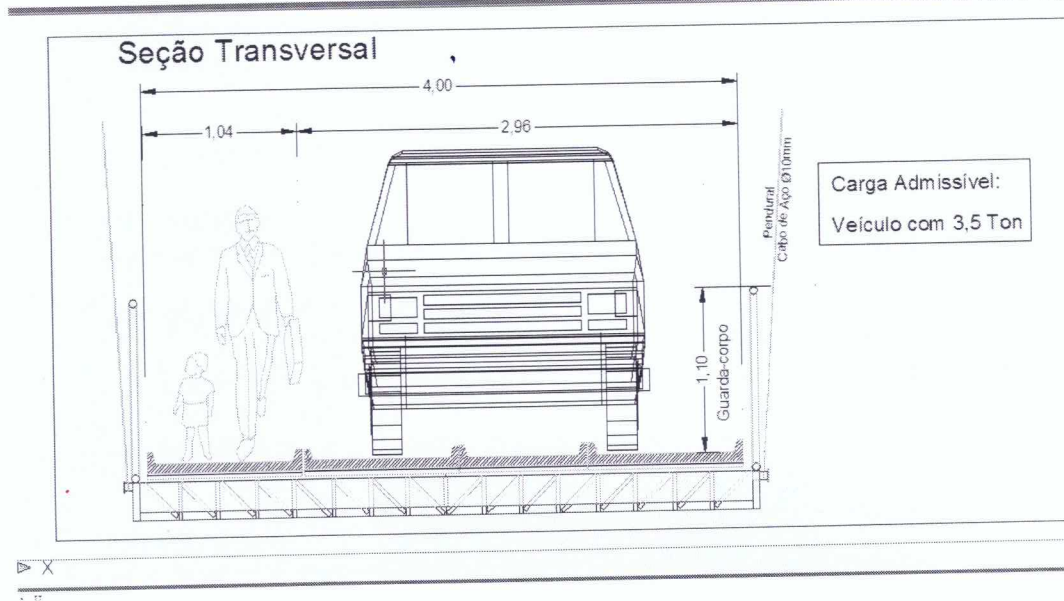 Seção Transversal
4,00
1,04
2,96
Pendural
Cabo de Aço Ø10mm
Carga Admissível:
Veículo com 3,5 Ton
1,10
Guarda-corpo
X